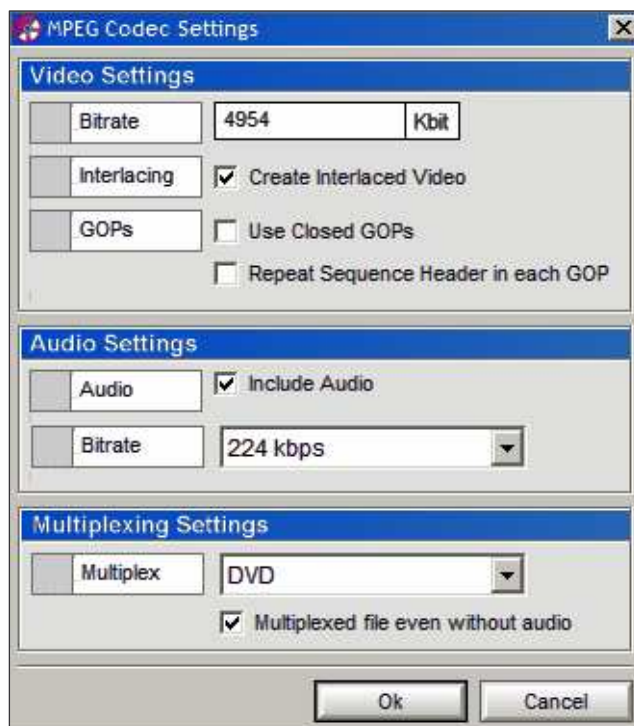 MPEG Codec Settings
Video Settings
Bitrate 4954 Kbit
Interlacing Create Interlaced Video
GOPs Use Closed GOPs
Repeat Sequence Header in each GOP
Audio Settings
Audio Include Audio
Bitrate 224 kbps
Multiplexing Settings
Multiplex DVD
Multiplexed file even without audio
Ok Cancel